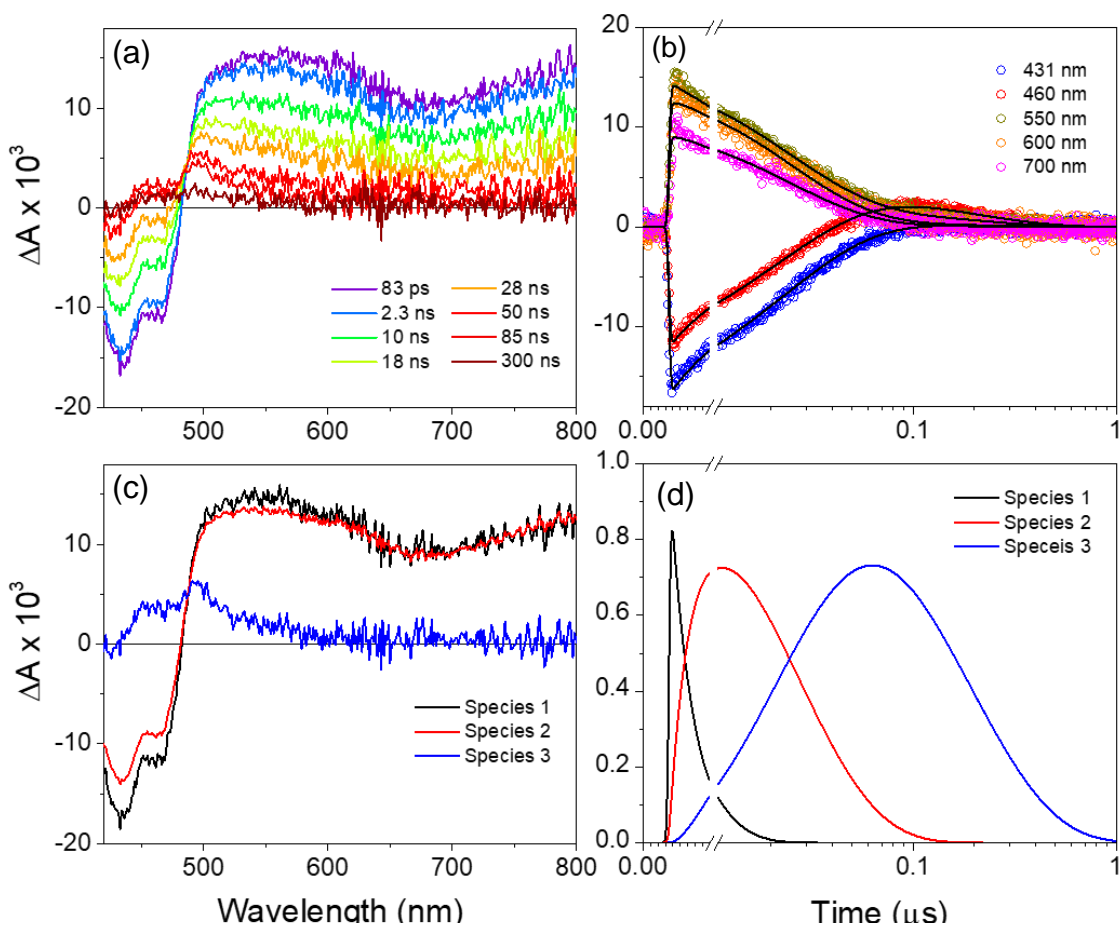 (a)
ΔA x 10³
10
0
-10
-20
500
600
700
800
83 ps
2.3 ns
10 ns
18 ns
28 ns
50 ns
85 ns
300 ns
(b)
20
10
0
-10
0.00
0.1
1
431 nm
460 nm
550 nm
600 nm
700 nm
(c)
ΔA x 10³
10
0
-10
-20
500
600
700
800
Species 1
Species 2
Species 3
Wavelength (nm)
(d)
1.0
0.8
0.6
0.4
0.2
0.0
0.00
0.1
1
Species 1
Species 2
Speceis 3
Time (μs)